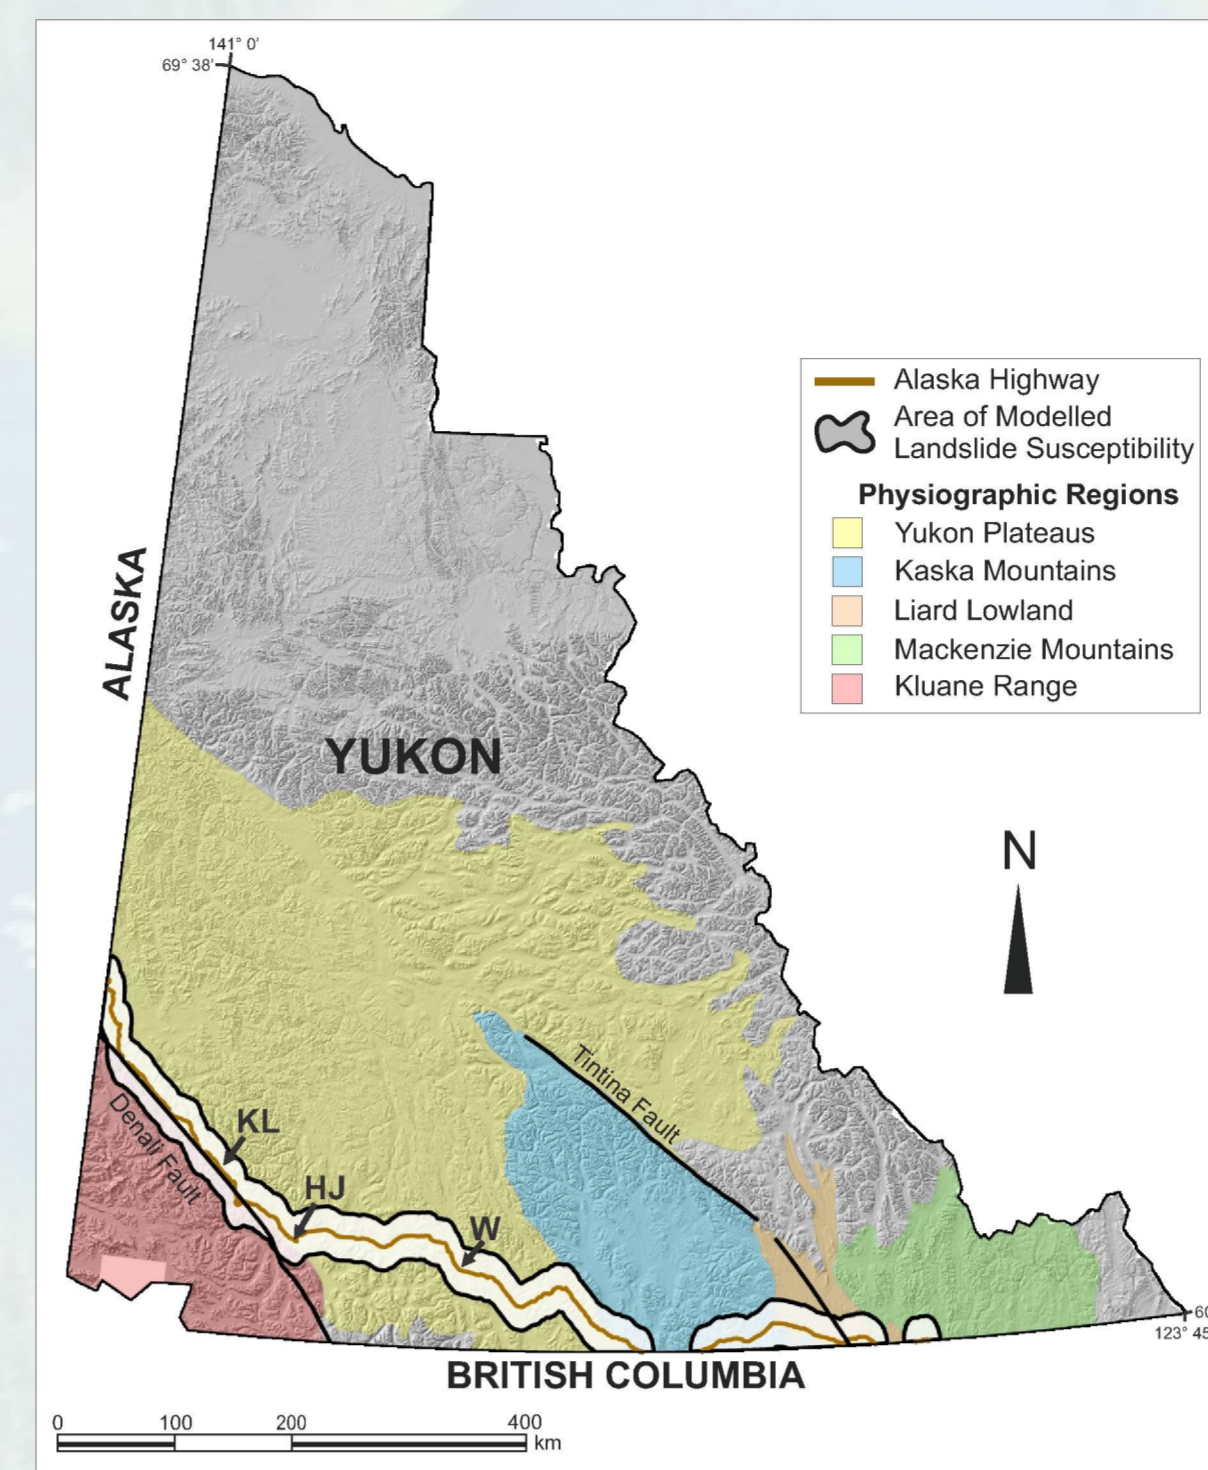 141° 0'
69° 38'
Alaska Highway
Area of Modelled
Landslide Susceptibility
Physiographic Regions
Yukon Plateaus
Kaska Mountains
Liard Lowland
Mackenzie Mountains
Kluane Range
ALASKA
YUKON
N
Tintina Fault
Denali Fault
KL
HJ
W
60
123° 45
BRITISH COLUMBIA
0 100 200 400
km